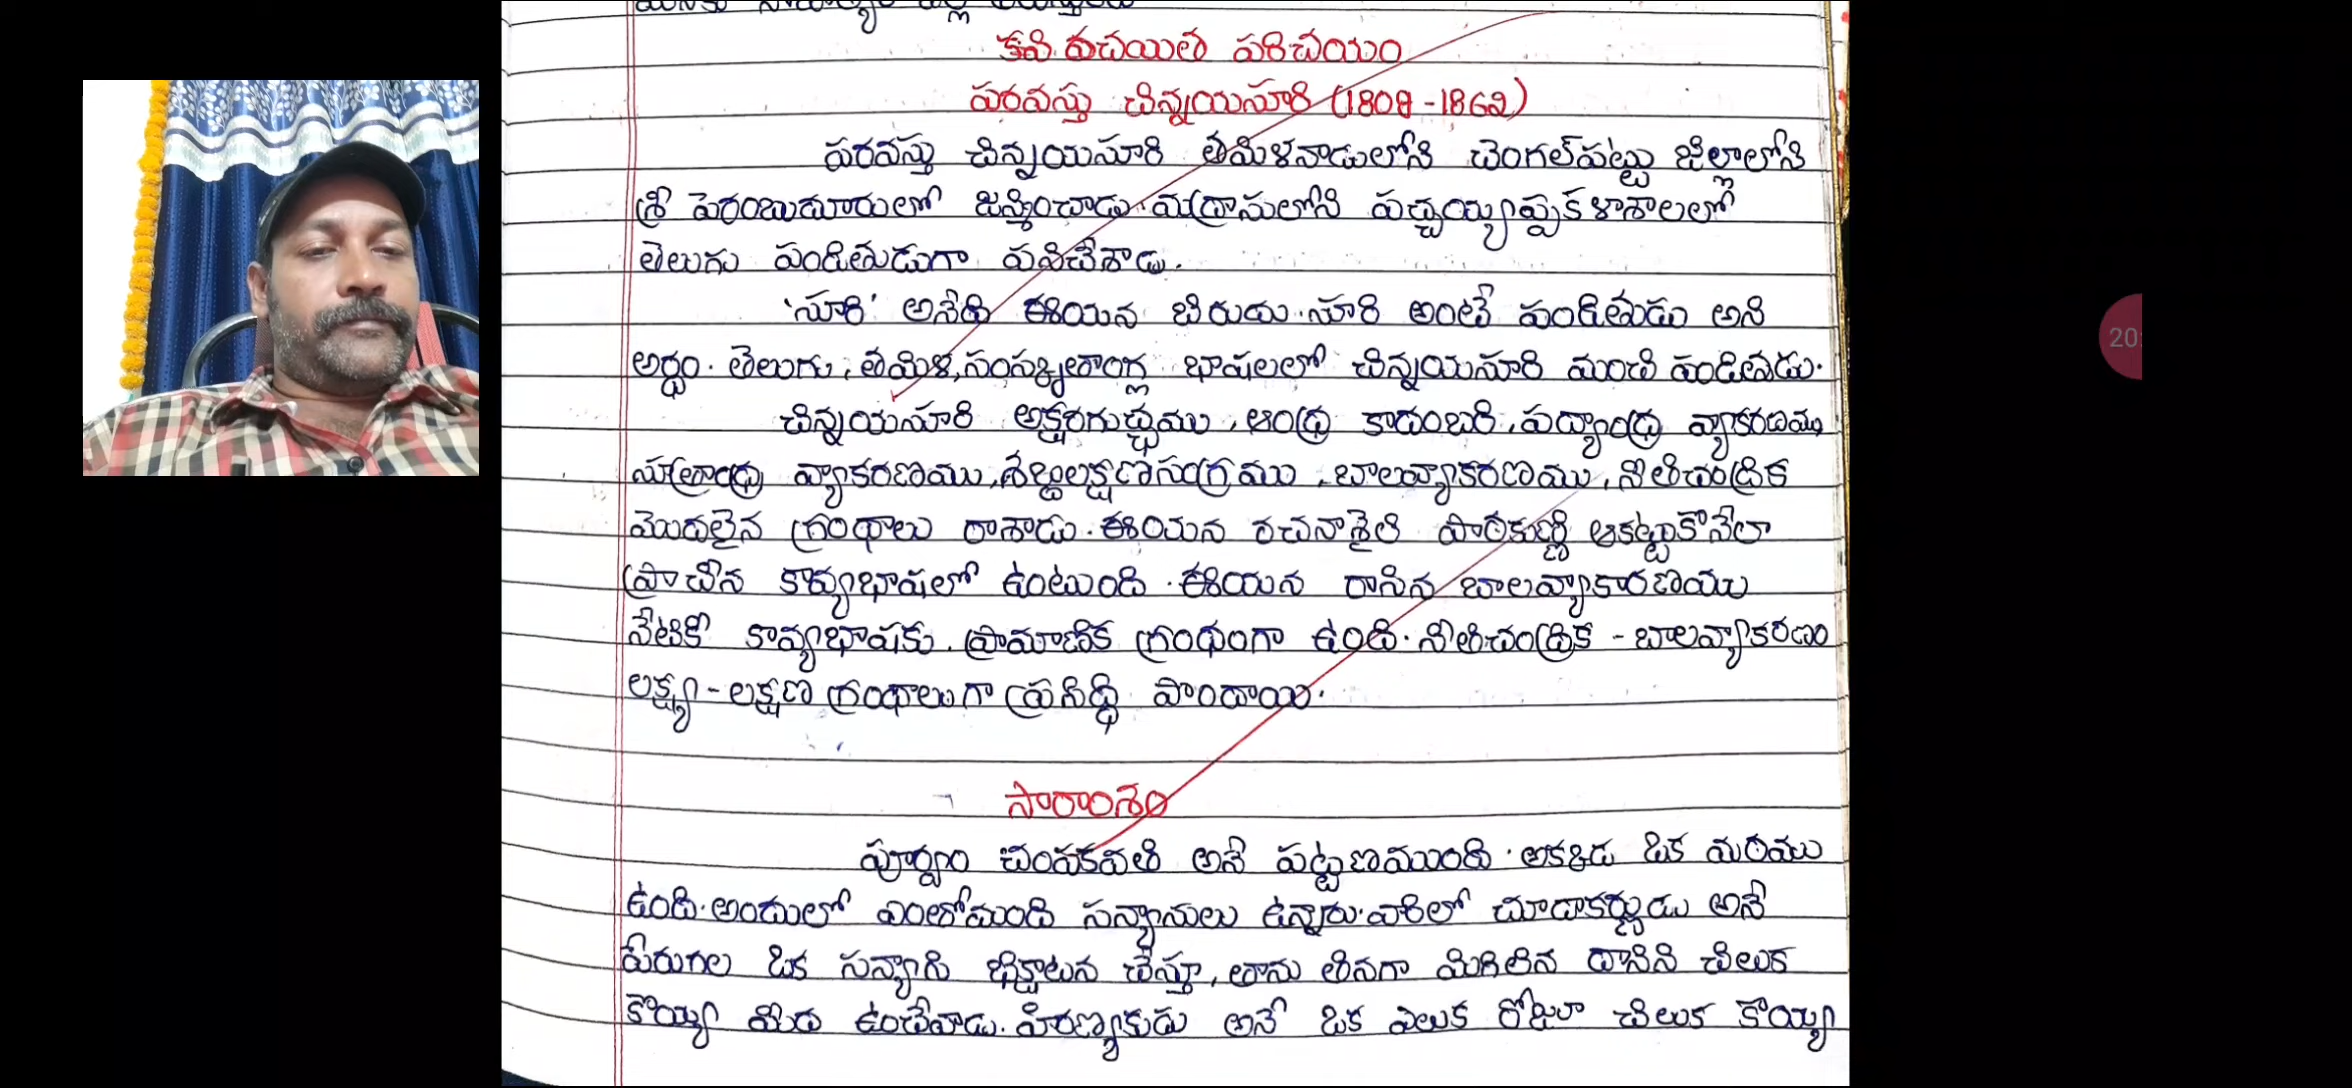 కవి రచయిత పరిచయం
పరవస్తు చిన్నయసూరి (1809-1862)
పరవస్తు చిన్నయసూరి తమిళనాడులోని చెంగల్‌పట్టు జిల్లాలోని
శ్రీ పెరంబుదూరులో జన్మించాడు. మద్రాసులోని పచ్చయ్యప్ప కళాశాలలో
తెలుగు పండితుడుగా పనిచేశాడు.
'సూరి' అనేది ఈయన బిరుదు. సూరి అంటే పండితుడు అని
అర్థం. తెలుగు, తమిళ, సంస్కృతాంగ్ల భాషలలో చిన్నయసూరి మంచి పండితుడు.
చిన్నయసూరి అక్షరగుచ్ఛము, ఆంధ్ర కాదంబరి, పద్యాంధ్ర వ్యాకరణము
సూత్రాంధ్ర వ్యాకరణము, శబ్దలక్షణసంగ్రము, బాలవ్యాకరణము, నీతిచంద్రిక
మొదలైన గ్రంథాలు రాశాడు. ఈయన రచనాశైలి పాఠకుణ్ణి ఆకట్టుకొనేలా
ప్రాచీన కావ్యభాషలో ఉంటుంది. ఈయన రాసిన బాలవ్యాకారణము
నేటికీ కావ్యభాషకు ప్రామాణిక గ్రంథంగా ఉంది. నీతిచంద్రిక - బాలవ్యాకరణం
లక్ష్య - లక్షణ గ్రంథాలుగా ప్రసిద్ధి పొందాయి.
సారాంశం
పూర్వం చంపకవతి అనే పట్టణముంది. అక్కడ ఒక మఠము
ఉంది. అందులో ఎంతోమంది సన్యాసులు ఉన్నారు. వారిలో చూడాకర్ణుడు అనే
పేరుగల ఒక సన్యాసి భిక్షాటన చేస్తూ, తాను తినగా మిగిలిన దానిని చిలుక
కొయ్య మీద ఉంచేవాడు. హిరణ్యకుడు అనే ఒక ఎలుక రోజూ చిలుక కొయ్య
20